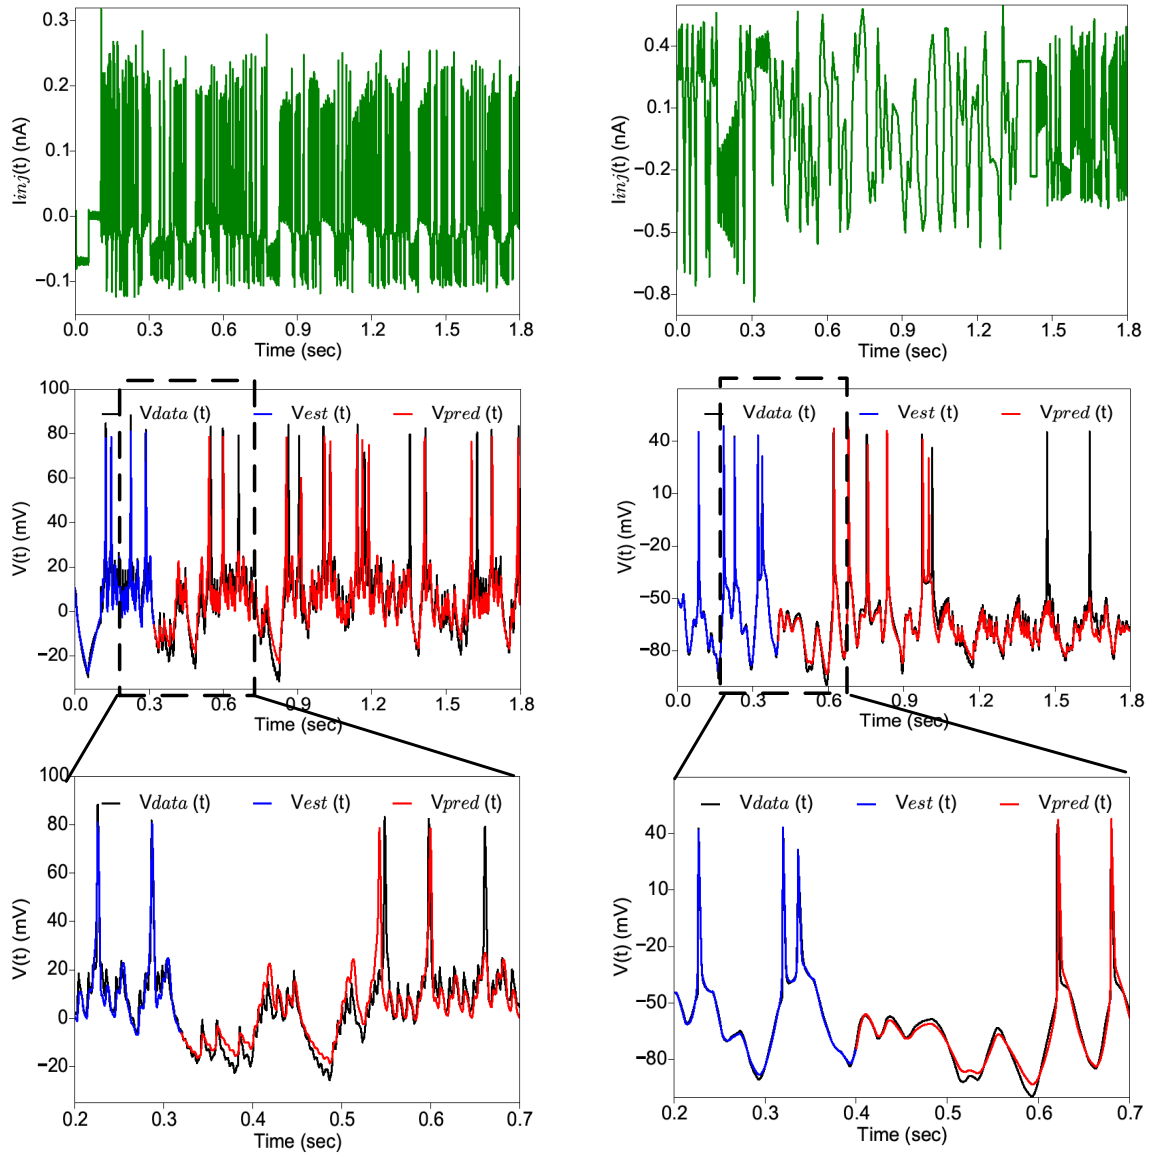 0.3
0.2
0.1
0.0
−0.1
Iinj(t) (nA)
0.0 0.3 0.6 0.9 1.2 1.5 1.8
Time (sec)
0.4
0.1
−0.2
−0.5
−0.8
Iinj(t) (nA)
0.0 0.3 0.6 0.9 1.2 1.5 1.8
Time (sec)
100
80
60
40
20
0
−20
V(t) (mV)
Vdata (t) Vest (t) Vpred (t)
0.0 0.3 0.6 0.9 1.2 1.5 1.8
Time (sec)
40
10
−20
−50
−80
V(t) (mV)
Vdata (t) Vest (t) Vpred (t)
0.0 0.3 0.6 0.9 1.2 1.5 1.8
Time (sec)
100
80
60
40
20
0
−20
V(t) (mV)
Vdata (t) Vest (t) Vpred (t)
0.2 0.3 0.4 0.5 0.6 0.7
Time (sec)
40
10
−20
−50
−80
V(t) (mV)
Vdata (t) Vest (t) Vpred (t)
0.2 0.3 0.4 0.5 0.6 0.7
Time (sec)